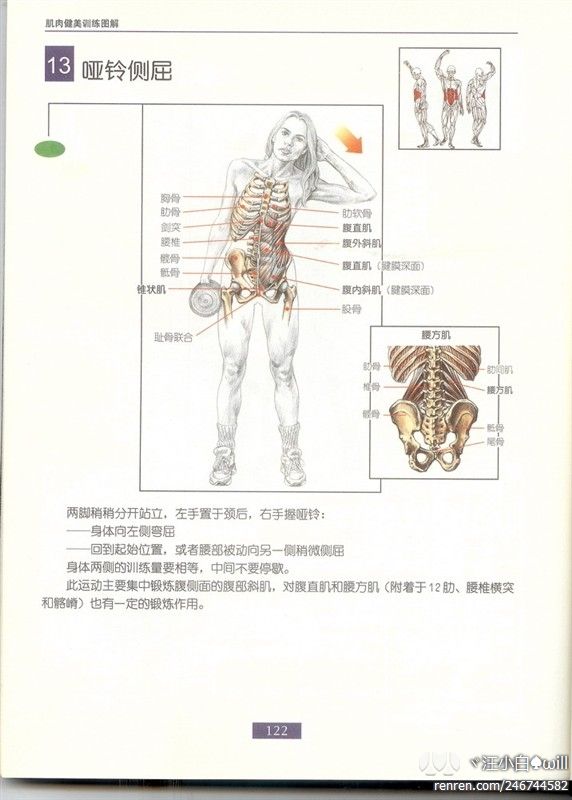 肌肉健美训练图解
13 哑铃侧屈
胸骨
肋骨
剑突
腰椎
髋骨
骶骨
锥状肌
耻骨联合
肋软骨
腹直肌
腹外斜肌
腹直肌（腱膜深面）
腹内斜肌（腱膜深面）
股骨
腰方肌
肋骨
椎骨
髋骨
肋间肌
腰方肌
骶骨
尾骨
两脚稍稍分开站立，左手置于颈后，右手握哑铃：
——身体向左侧弯屈
——回到起始位置，或者腰部被动向另一侧稍微侧屈
身体两侧的训练量要相等，中间不要停歇。
此运动主要集中锻炼腹侧面的腹部斜肌，对腹直肌和腰方肌（附着于12肋、腰椎横突
和髂嵴）也有一定的锻炼作用。
122
ヾ汪小白♠will
renren.com/246744582